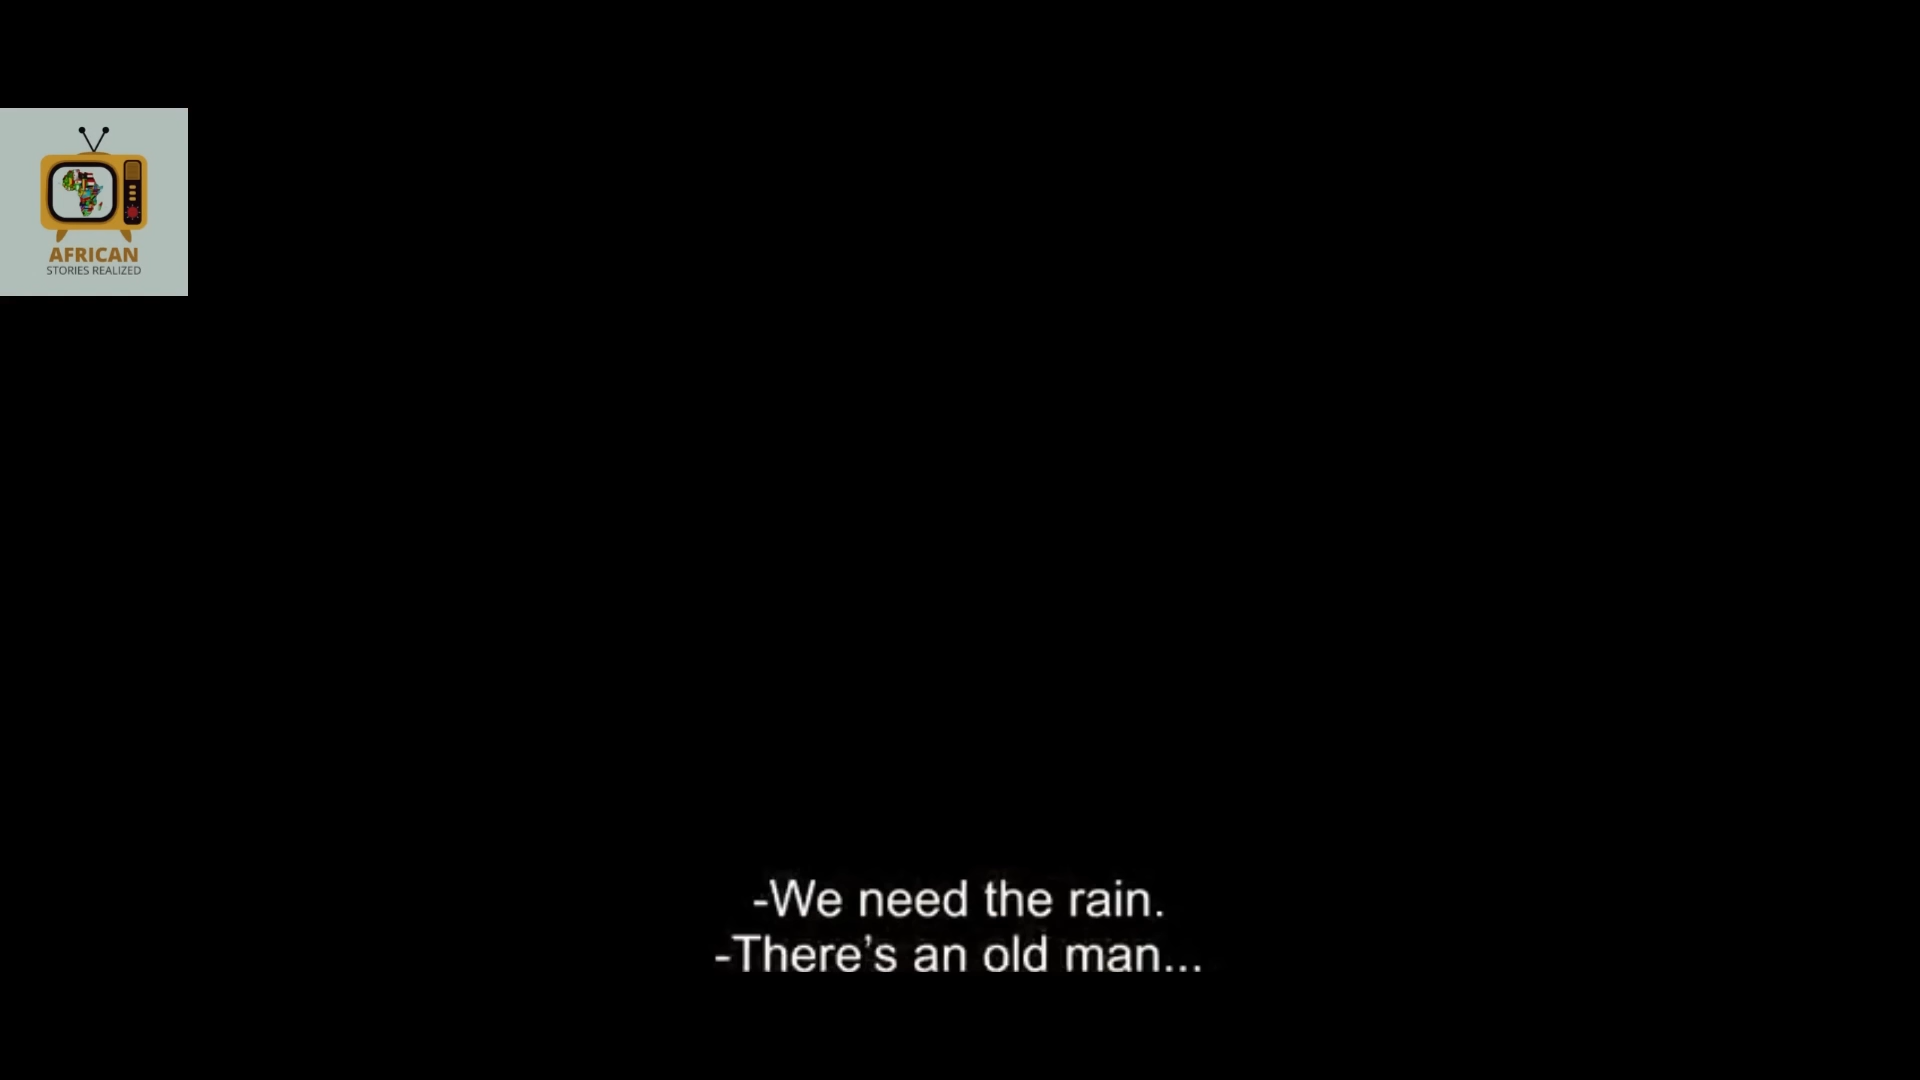 AFRICAN
STORIES REALIZED
-We need the rain.
-There's an old man...